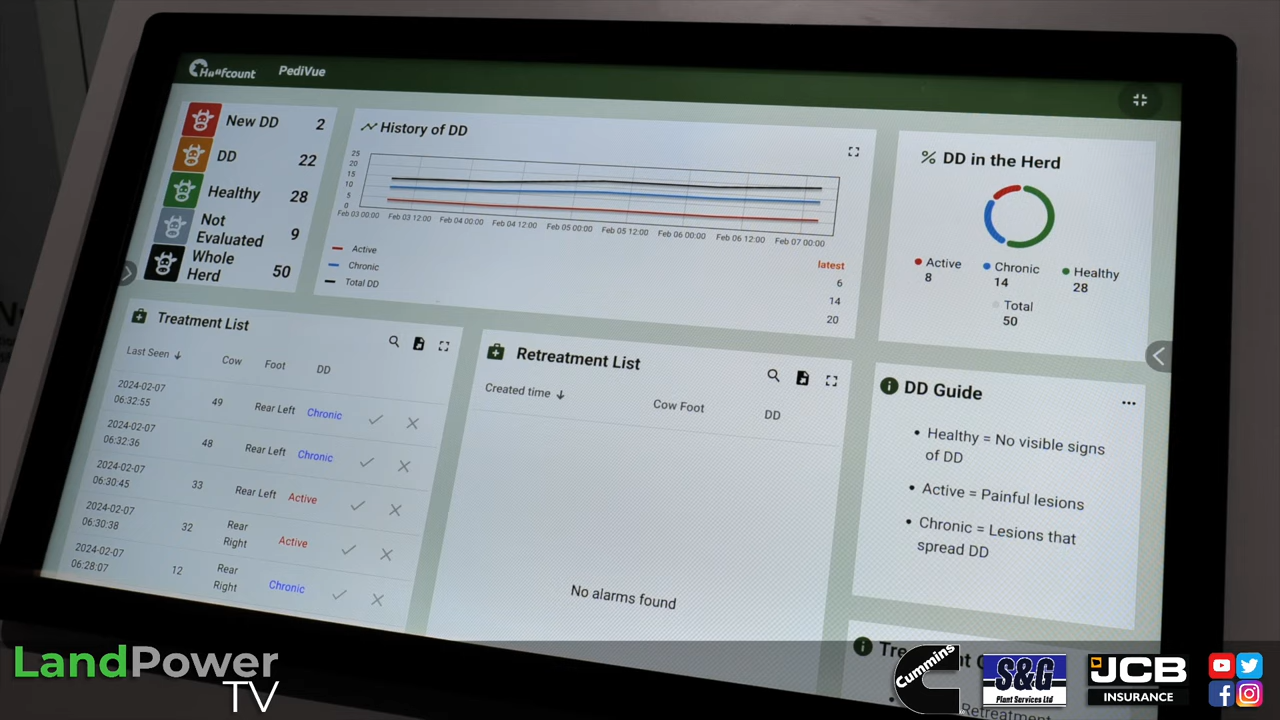 Hoofcount PediVue
New DD 2
DD 22
Healthy 28
Not
Evaluated 9
Whole
Herd 50
History of DD
25
20
15
10
5
0
Feb 03 00:00 Feb 03 12:00 Feb 04 00:00 Feb 04 12:00 Feb 05 00:00 Feb 05 12:00 Feb 06 00:00 Feb 06 12:00 Feb 07 00:00
latest
Active 6
Chronic 14
Total DD 20
% DD in the Herd
Active
8
Chronic
14
Healthy
28
Total
50
Treatment List
Last Seen Cow Foot DD
2024-02-07
06:32:55 49 Rear Left Chronic
2024-02-07
06:32:36 48 Rear Left Chronic
2024-02-07
06:30:45 33 Rear Left Active
2024-02-07
06:30:38 32 Rear
Right Active
2024-02-07
06:28:07 12 Rear
Right Chronic
Retreatment List
Created time Cow Foot DD
No alarms found
DD Guide
• Healthy = No visible signs
of DD
• Active = Painful lesions
• Chronic = Lesions that
spread DD
Retreatment
LandPower
TV
Cummins
S&G
Plant Services Ltd
JCB
INSURANCE